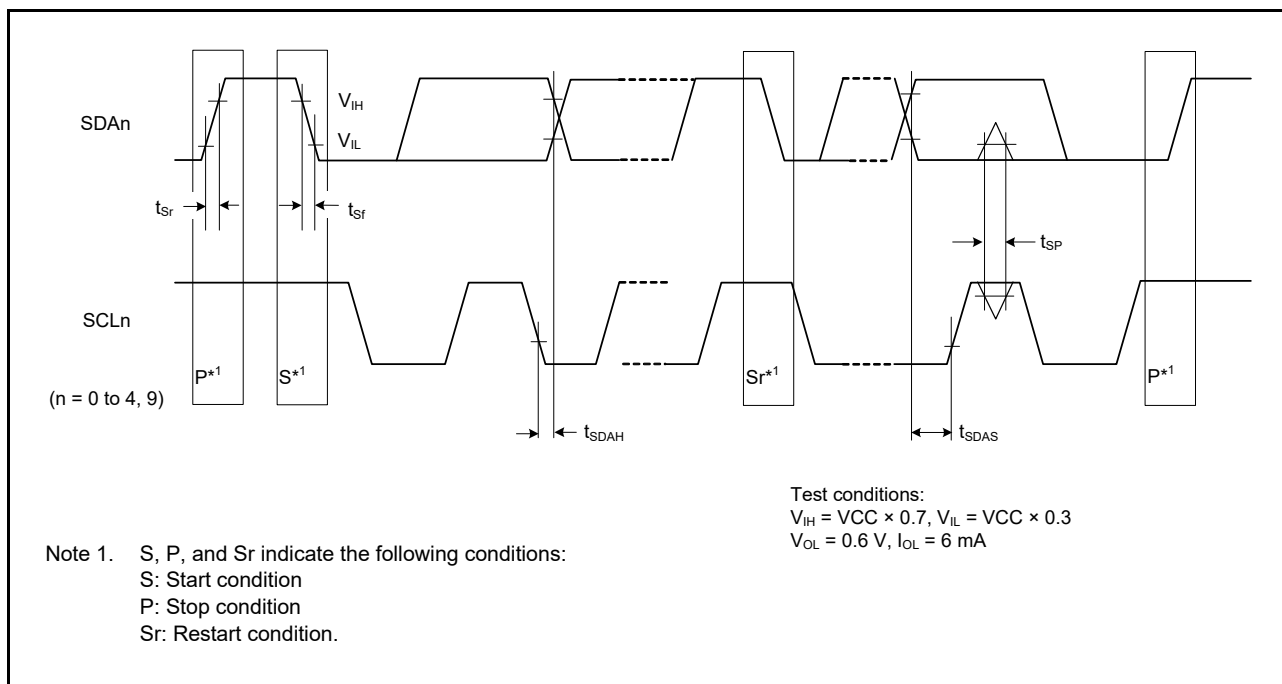 SDAn
V_IH
V_IL
t_Sr
t_Sf
t_SP
SCLn
P*1
S*1
Sr*1
P*1
(n = 0 to 4, 9)
t_SDAH
t_SDAS
Test conditions:
V_IH = VCC × 0.7, V_IL = VCC × 0.3
V_OL = 0.6 V, I_OL = 6 mA
Note 1. S, P, and Sr indicate the following conditions:
S: Start condition
P: Stop condition
Sr: Restart condition.